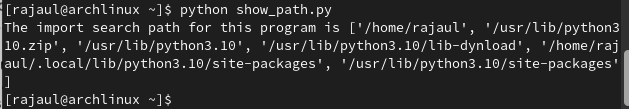 [rajaul@archlinux ~]$ python show_path.py
The import search path for this program is ['/home/rajaul', '/usr/lib/python3
10.zip', '/usr/lib/python3.10', '/usr/lib/python3.10/lib-dynload', '/home/raj
aul/.local/lib/python3.10/site-packages', '/usr/lib/python3.10/site-packages'
]
[rajaul@archlinux ~]$